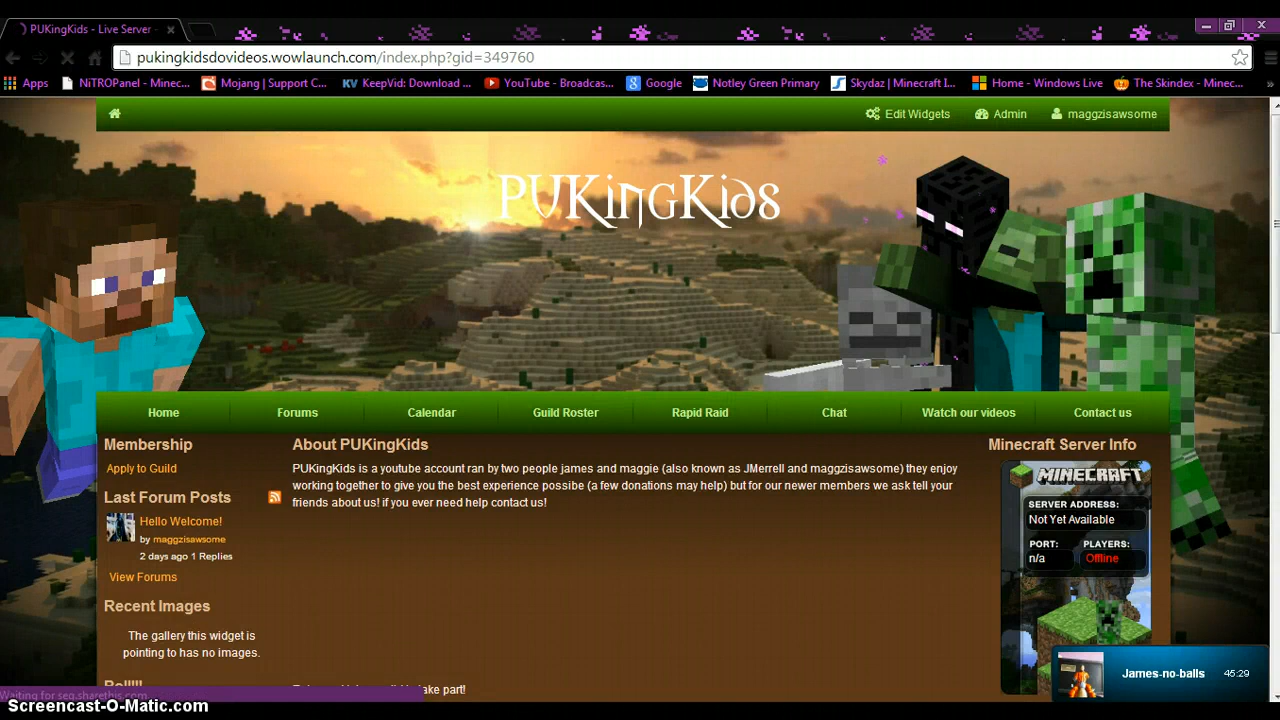 PUKingKids - Live Server
pukingkidsdovideos.wowlaunch.com/index.php?gid=349760
Apps NiTROPanel - Minec... Mojang | Support C... KeepVid: Download ... YouTube - Broadcas... Google Notley Green Primary Skydaz | Minecraft I... Home - Windows Live The Skindex - Minec... »
Edit Widgets Admin maggzisawsome
PUKingKids
Home Forums Calendar Guild Roster Rapid Raid Chat Watch our videos Contact us
Membership
Apply to Guild
Last Forum Posts
Hello Welcome!
by maggzisawsome
2 days ago 1 Replies
View Forums
Recent Images
The gallery this widget is
pointing to has no images.
About PUKingKids
PUKingKids is a youtube account ran by two people james and maggie (also known as JMerrell and maggzisawsome) they enjoy
working together to give you the best experience possibe (a few donations may help) but for our newer members we ask tell your
friends about us! if you ever need help contact us!
take part!
Minecraft Server Info
MINECRAFT
SERVER ADDRESS:
Not Yet Available
PORT: PLAYERS:
n/a Offline
James-no-balls 45:29
Waiting for seg.sharethis.com...
Screencast-O-Matic.com